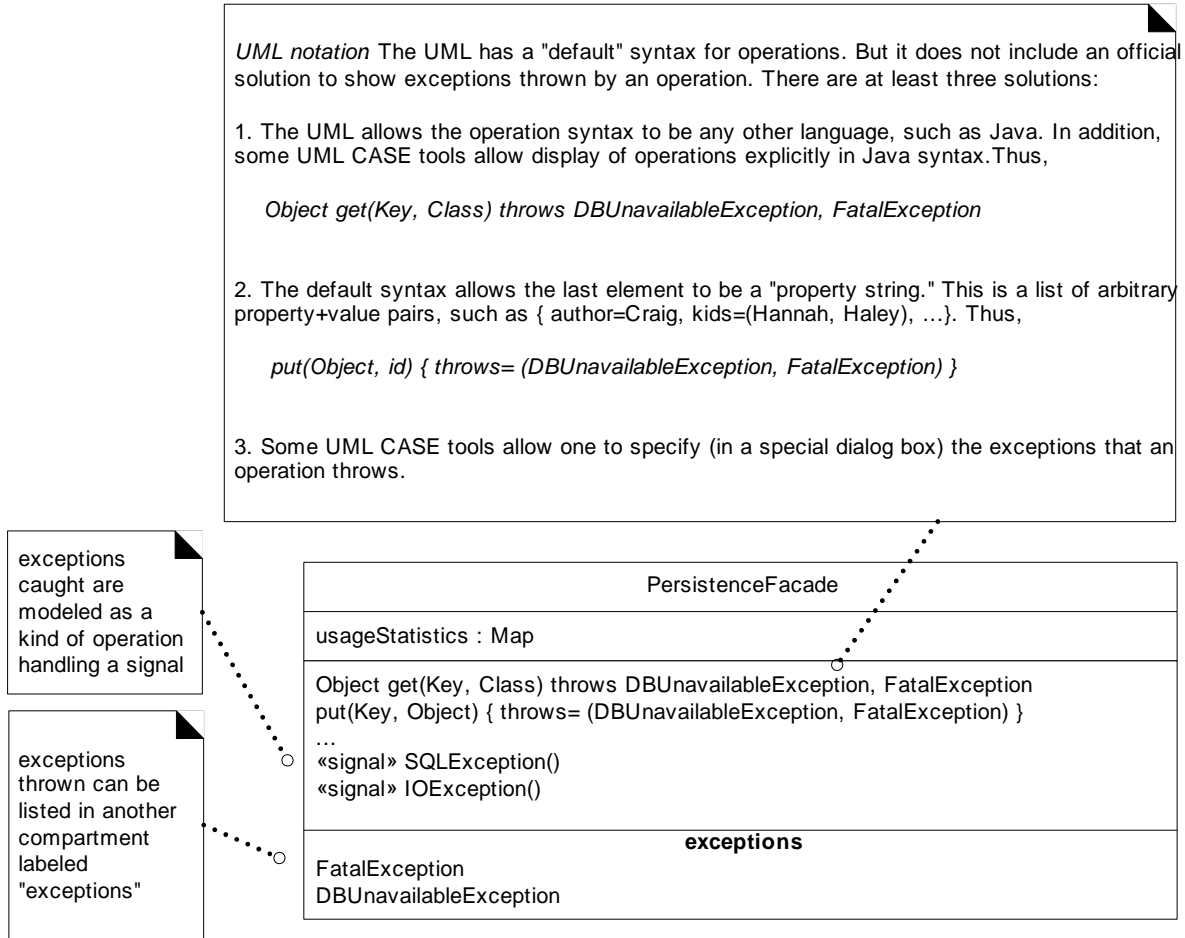 UML notation The UML has a "default" syntax for operations. But it does not include an official
solution to show exceptions thrown by an operation. There are at least three solutions:
1. The UML allows the operation syntax to be any other language, such as Java. In addition,
some UML CASE tools allow display of operations explicitly in Java syntax.Thus,
Object get(Key, Class) throws DBUnavailableException, FatalException
2. The default syntax allows the last element to be a "property string." This is a list of arbitrary
property+value pairs, such as { author=Craig, kids=(Hannah, Haley), ...}. Thus,
put(Object, id) { throws= (DBUnavailableException, FatalException) }
3. Some UML CASE tools allow one to specify (in a special dialog box) the exceptions that an
operation throws.
exceptions
caught are
modeled as a
kind of operation
handling a signal
exceptions
thrown can be
listed in another
compartment
labeled
"exceptions"
PersistenceFacade
usageStatistics : Map
Object get(Key, Class) throws DBUnavailableException, FatalException
put(Key, Object) { throws= (DBUnavailableException, FatalException) }
...
«signal» SQLException()
«signal» IOException()
exceptions
FatalException
DBUnavailableException